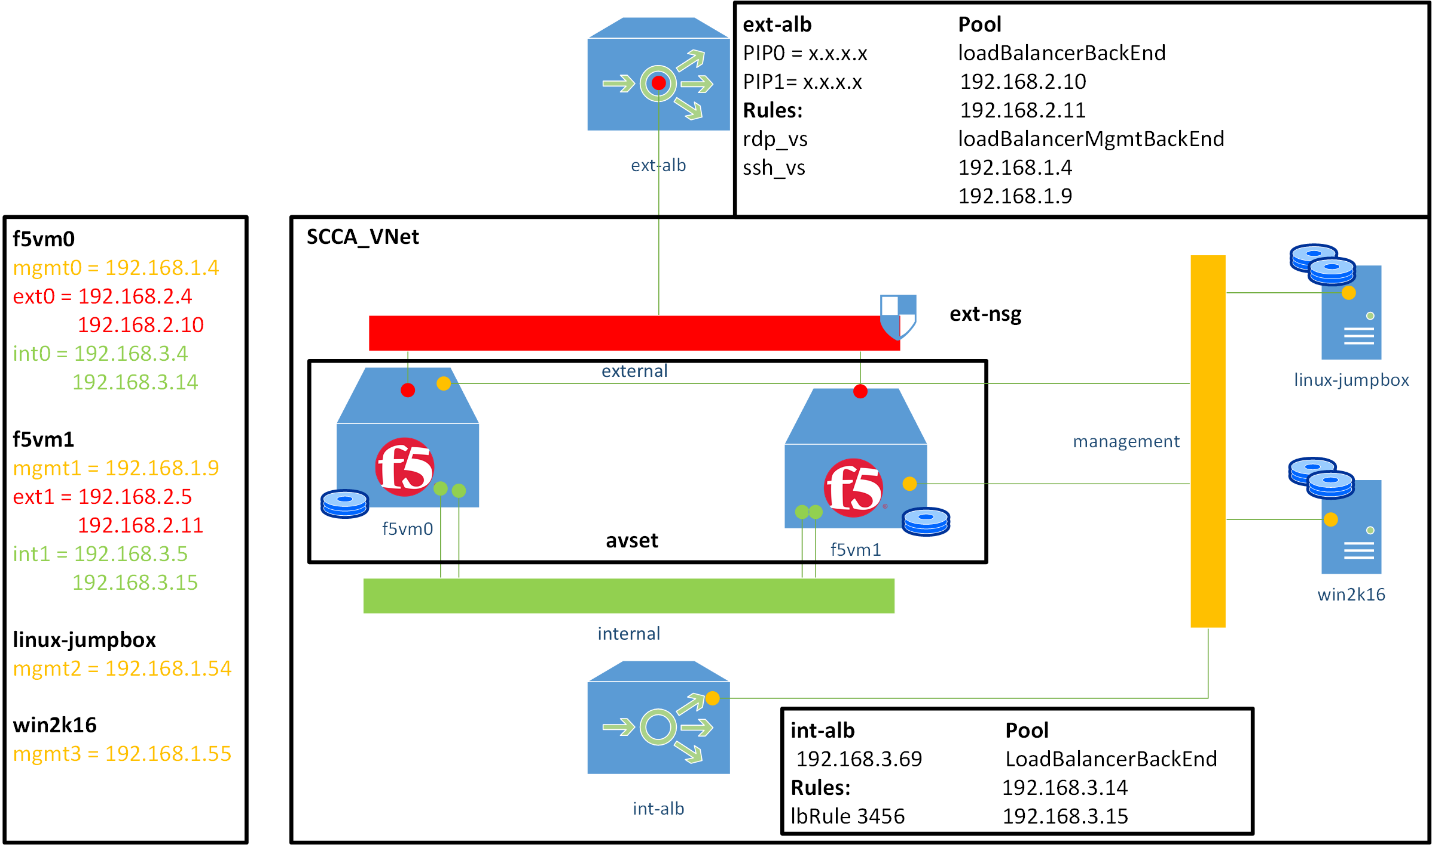 ext-alb Pool
PIP0 = x.x.x.x loadBalancerBackEnd
PIP1= x.x.x.x 192.168.2.10
Rules: 192.168.2.11
rdp_vs loadBalancerMgmtBackEnd
ssh_vs 192.168.1.4
192.168.1.9
ext-alb
f5vm0
mgmt0 = 192.168.1.4
ext0 = 192.168.2.4
192.168.2.10
int0 = 192.168.3.4
192.168.3.14
f5vm1
mgmt1 = 192.168.1.9
ext1 = 192.168.2.5
192.168.2.11
int1 = 192.168.3.5
192.168.3.15
linux-jumpbox
mgmt2 = 192.168.1.54
win2k16
mgmt3 = 192.168.1.55
SCCA_VNet
ext-nsg
external
linux-jumpbox
management
f5
f5
f5vm0
avset
f5vm1
win2k16
internal
int-alb
int-alb Pool
192.168.3.69 LoadBalancerBackEnd
Rules: 192.168.3.14
lbRule 3456 192.168.3.15